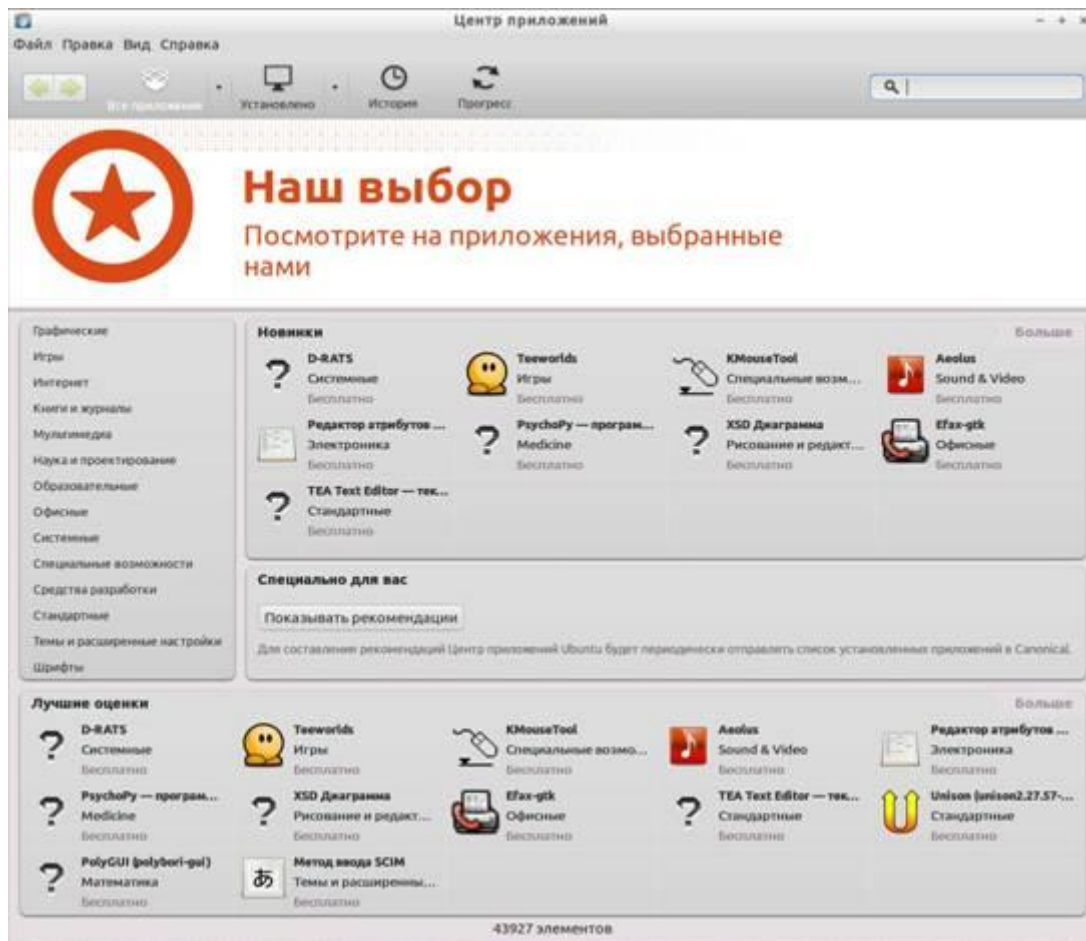 Центр приложений
Файл Правка Вид Справка
Все приложения
Установлено
История
Прогресс
Наш выбор
Посмотрите на приложения, выбранные
нами
Графические
Игры
Интернет
Книги и журналы
Мультимедиа
Наука и проектирование
Образовательные
Офисные
Системные
Специальные возможности
Средства разработки
Стандартные
Темы и расширенные настройки
Шрифты
Новинки
Больше
D-RATS
Системные
Бесплатно
Teeworlds
Игры
Бесплатно
KMouseTool
Специальные возм...
Бесплатно
Aeolus
Sound & Video
Бесплатно
Редактор атрибутов ...
Электроника
Бесплатно
PsychoPy — програм...
Medicine
Бесплатно
XSD Диаграмма
Рисование и редакт...
Бесплатно
Efax-gtk
Офисные
Бесплатно
TEA Text Editor — тек...
Стандартные
Бесплатно
Специально для вас
Показывать рекомендации
Для составления рекомендаций Центр приложений Ubuntu будет периодически отправлять список установленных приложений в Canonical.
Лучшие оценки
Больше
D-RATS
Системные
Бесплатно
Teeworlds
Игры
Бесплатно
KMouseTool
Специальные возмо...
Бесплатно
Aeolus
Sound & Video
Бесплатно
Редактор атрибутов ...
Электроника
Бесплатно
PsychoPy — програм...
Medicine
Бесплатно
XSD Диаграмма
Рисование и редакт...
Бесплатно
Efax-gtk
Офисные
Бесплатно
TEA Text Editor — тек...
Стандартные
Бесплатно
Unison (unison2.27.57-...
Стандартные
Бесплатно
PolyGUI (polybori-gui)
Математика
Бесплатно
あ
Метод ввода SCIM
Темы и расширенны...
Бесплатно
43927 элементов